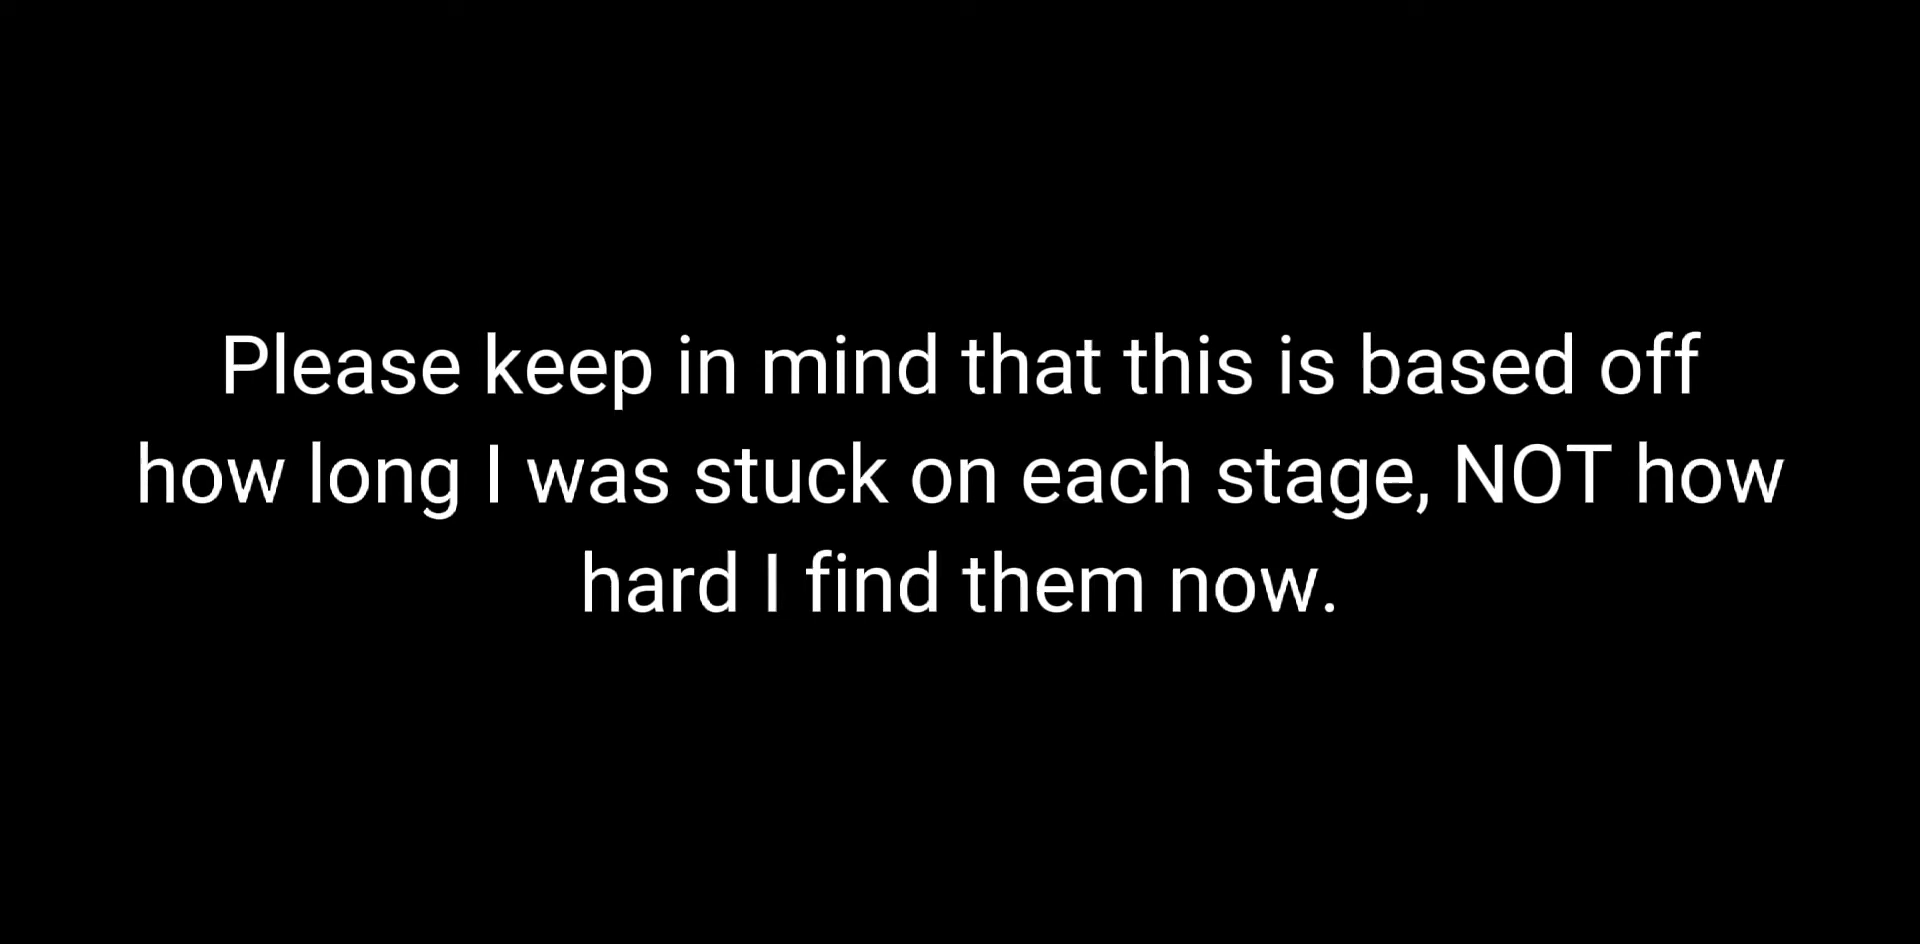 Please keep in mind that this is based off
how long I was stuck on each stage, NOT how
hard I find them now.